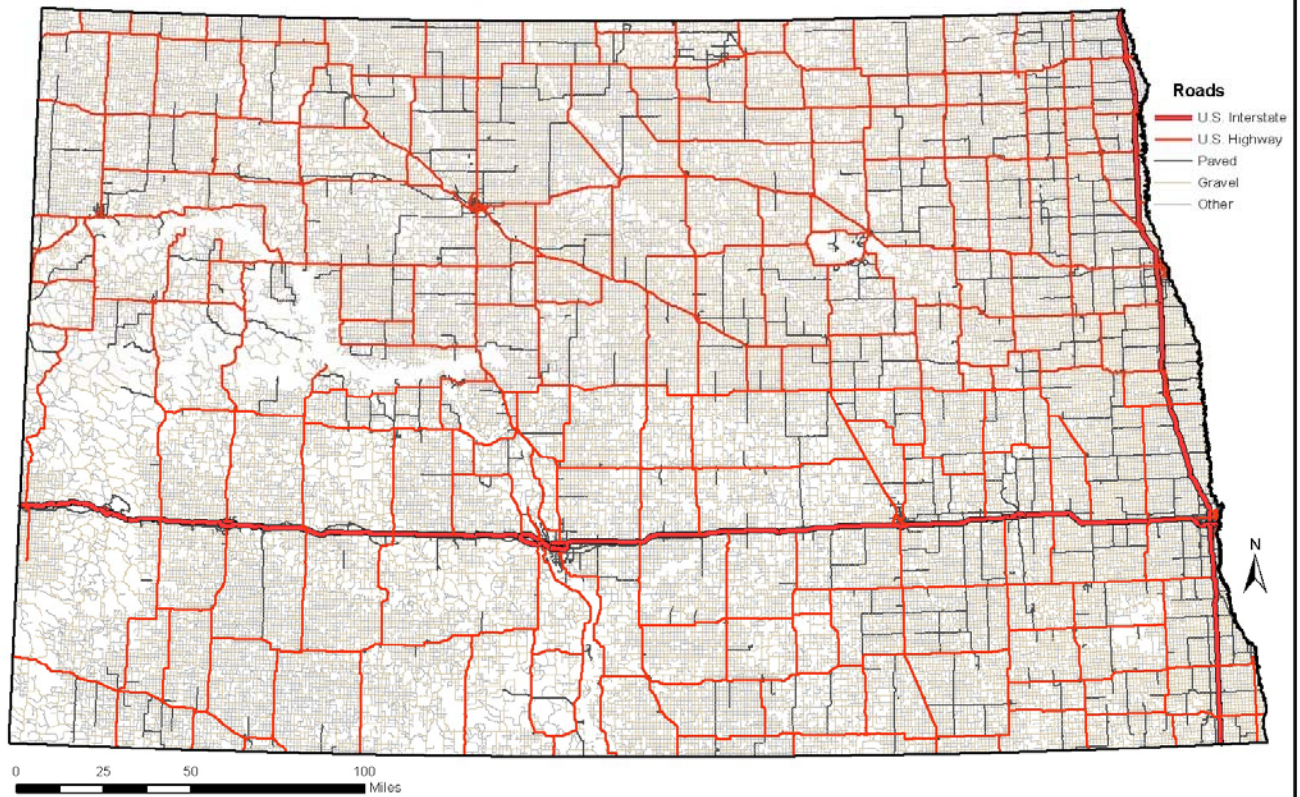 Roads
U.S. Interstate
U.S. Highway
Paved
Gravel
Other
N
0 25 50 100
Miles